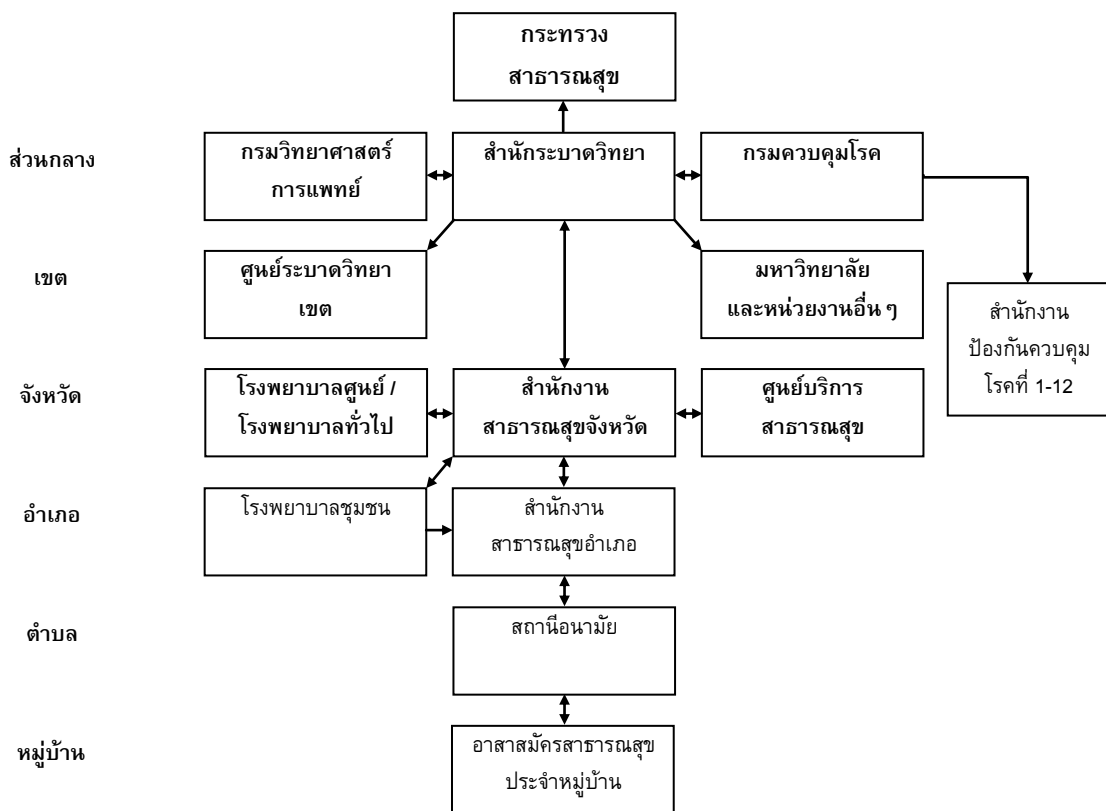 กระทรวง
สาธารณสุข
ส่วนกลาง
กรมวิทยาศาสตร์
การแพทย์
สำนักระบาดวิทยา
กรมควบคุมโรค
เขต
ศูนย์ระบาดวิทยา
เขต
มหาวิทยาลัย
และหน่วยงานอื่น ๆ
สำนักงาน
ป้องกันควบคุม
โรคที่ 1-12
จังหวัด
โรงพยาบาลศูนย์ /
โรงพยาบาลทั่วไป
สำนักงาน
สาธารณสุขจังหวัด
ศูนย์บริการ
สาธารณสุข
อำเภอ
โรงพยาบาลชุมชน
สำนักงาน
สาธารณสุขอำเภอ
ตำบล
สถานีอนามัย
หมู่บ้าน
อาสาสมัครสาธารณสุข
ประจำหมู่บ้าน